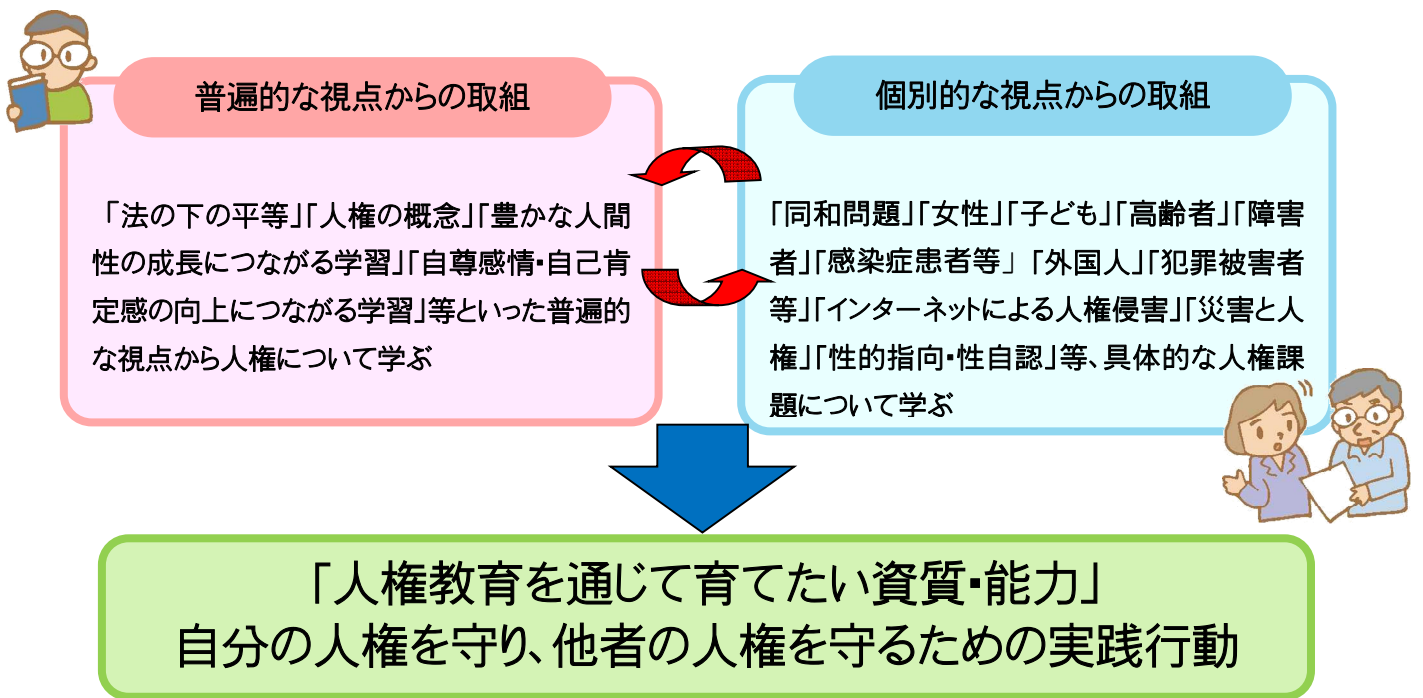 普遍的な視点からの取組
「法の下の平等」「人権の概念」「豊かな人間
性の成長につながる学習」「自尊感情・自己肯
定感の向上につながる学習」等といった普遍的
な視点から人権について学ぶ
個別的な視点からの取組
「同和問題」「女性」「子ども」「高齢者」「障害
者」「感染症患者等」「外国人」「犯罪被害者
等」「インターネットによる人権侵害」「災害と人
権」「性的指向・性自認」等、具体的な人権課
題について学ぶ
「人権教育を通じて育てたい資質・能力」
自分の人権を守り、他者の人権を守るための実践行動